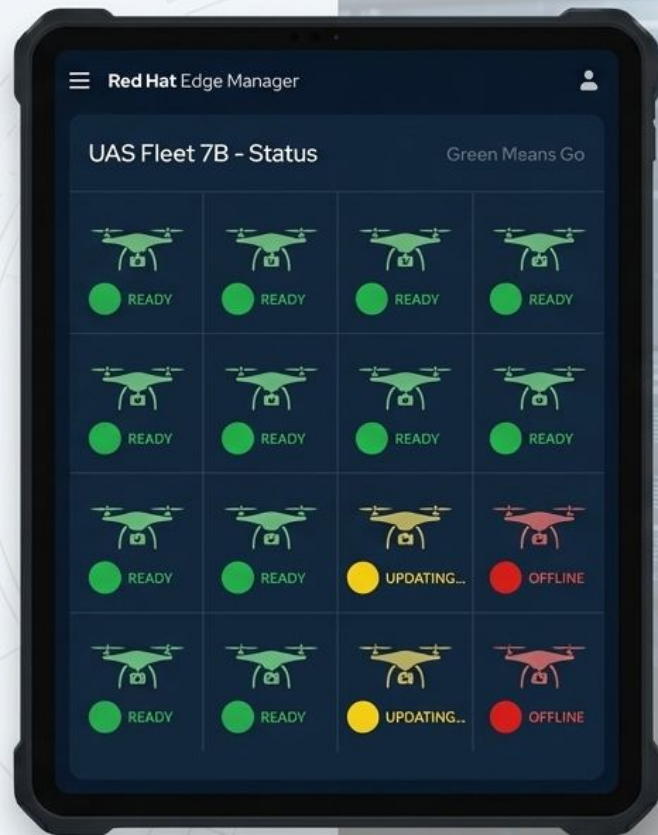 Red Hat Edge Manager
UAS Fleet 7B - Status
Green Means Go
READY
READY
READY
READY
READY
READY
READY
READY
READY
READY
UPDATING...
OFFLINE
READY
READY
UPDATING...
OFFLINE